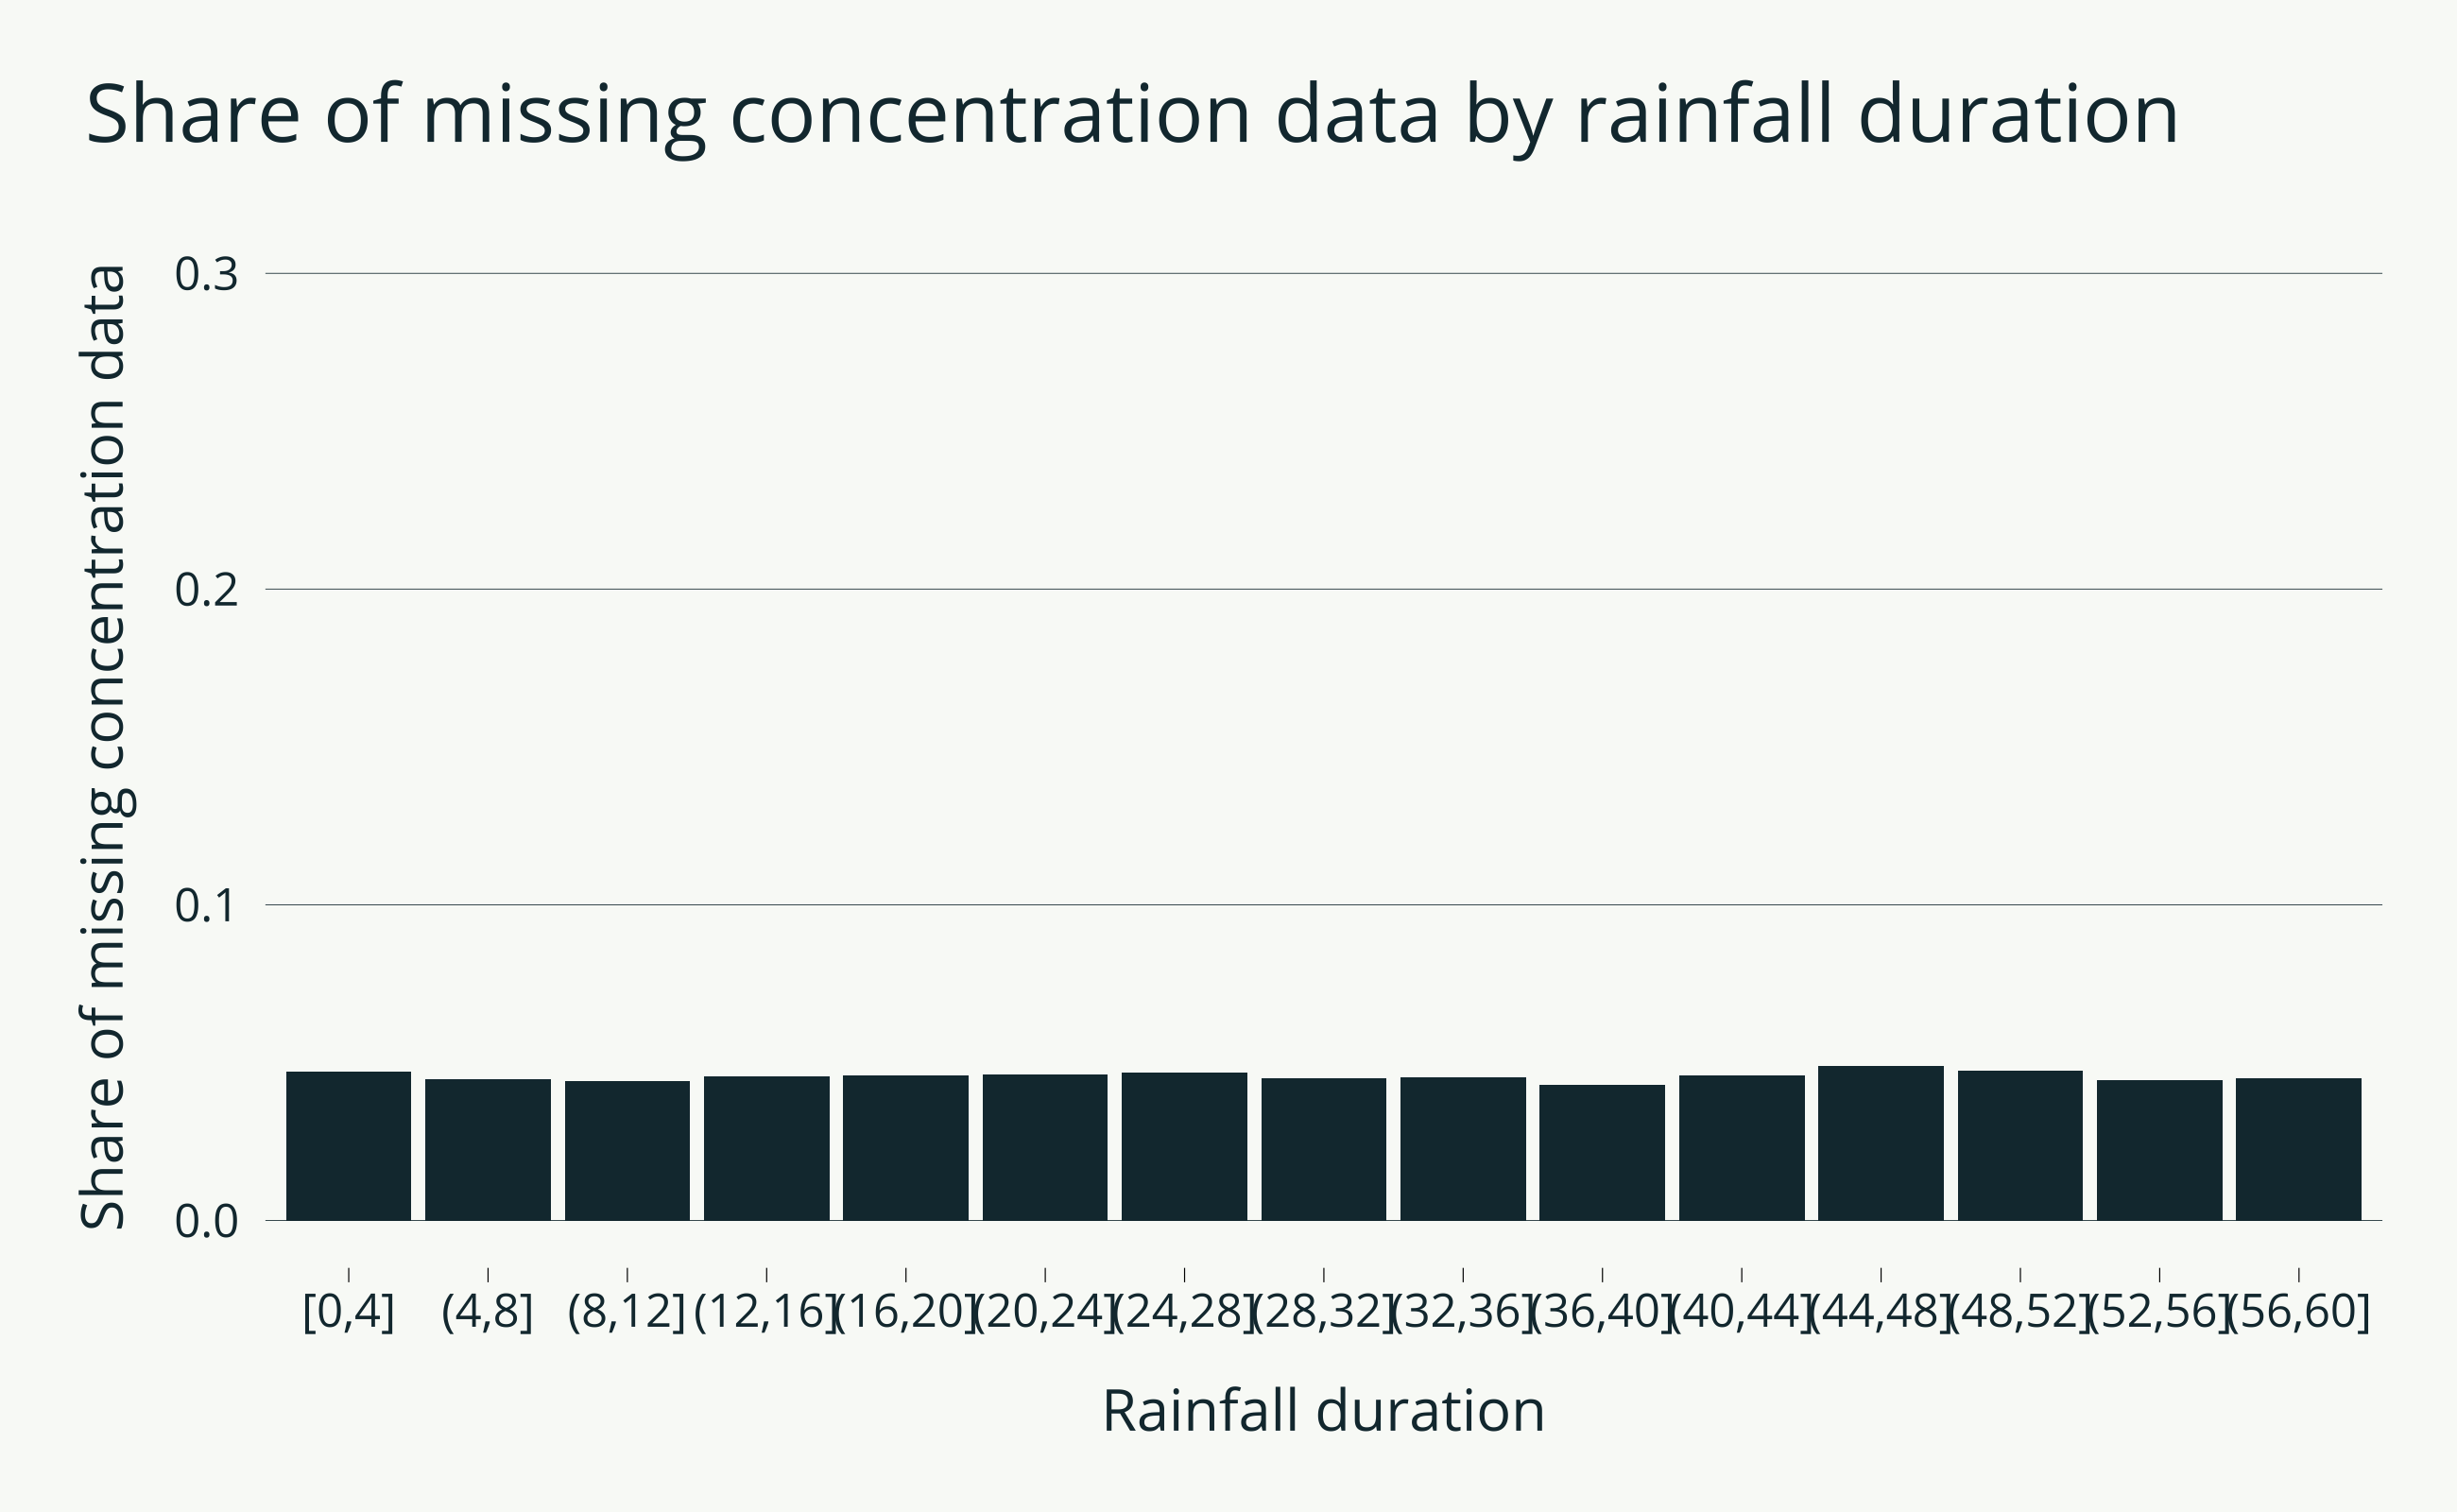 Share of missing concentration data by rainfall duration
Share of missing concentration data
0.3
0.2
0.1
0.0
[0,4] (4,8] (8,12] (12,16] (16,20] (20,24] (24,28] (28,32] (32,36] (36,40] (40,44] (44,48] (48,52] (52,56] (56,60]
Rainfall duration